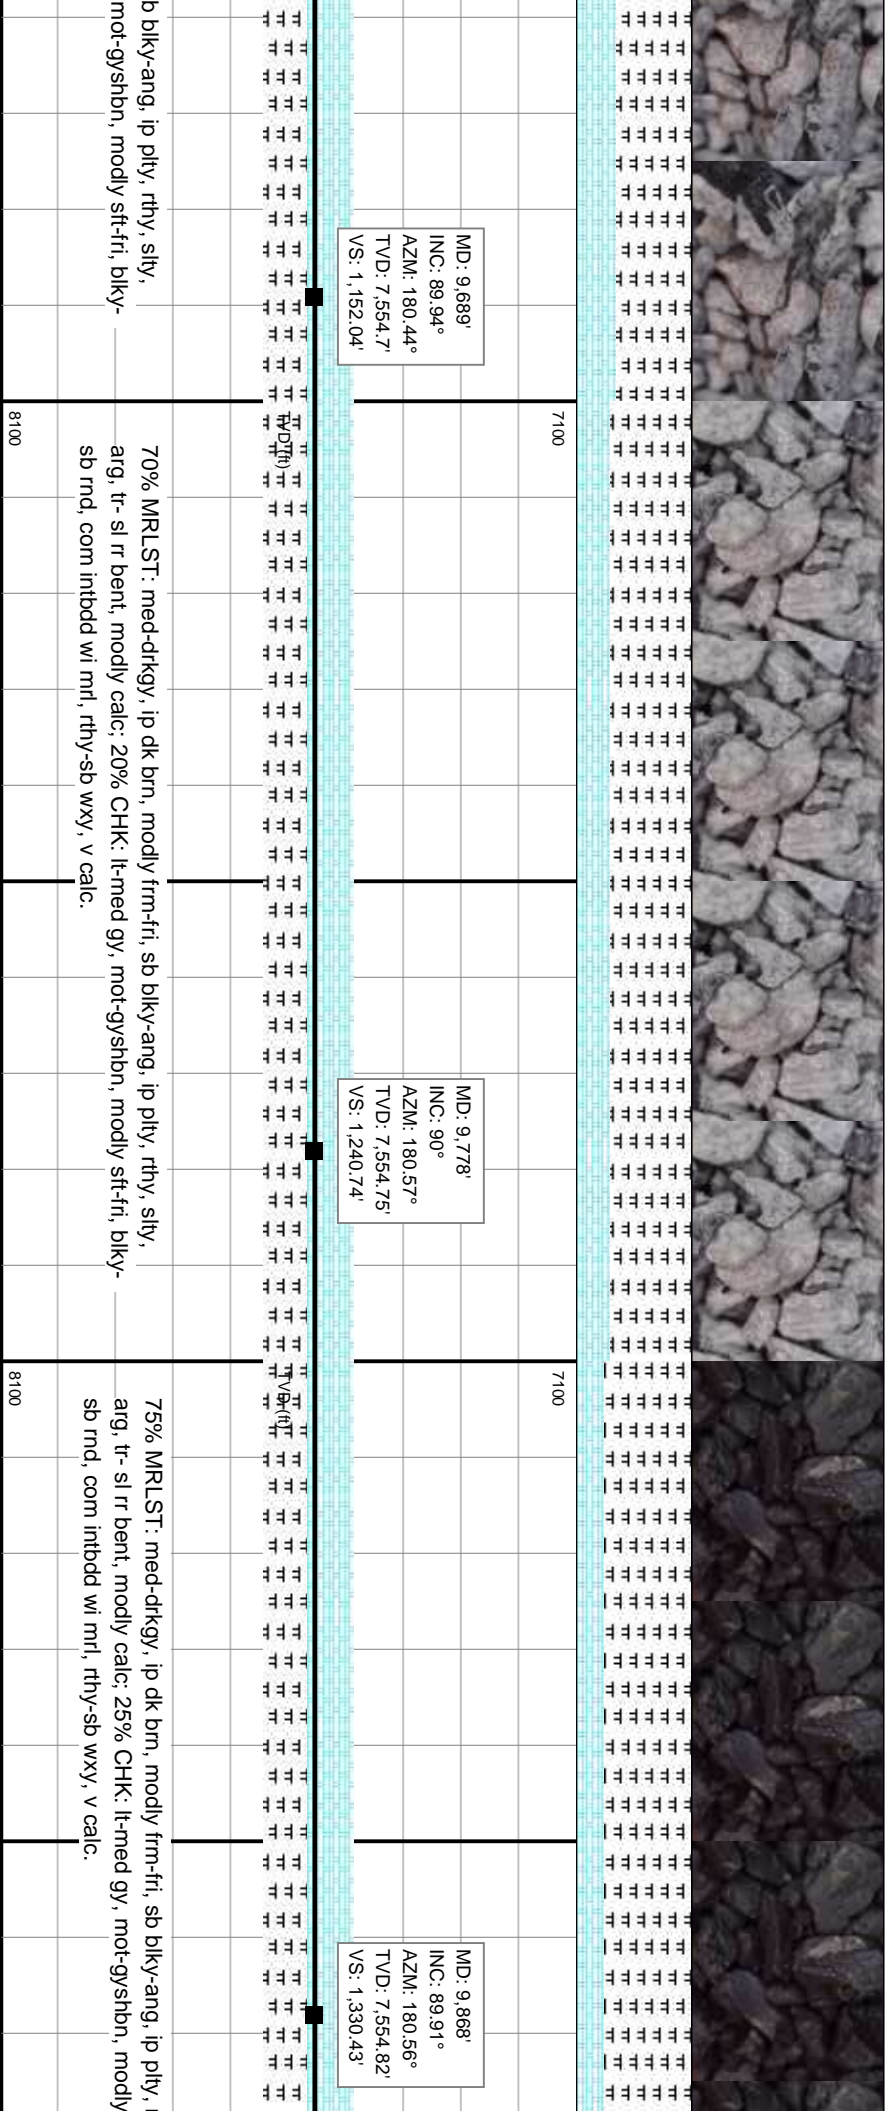 b blky-ang, ip plty, rthy, slty,
mot-gyshbn, modly sft-fri, blky-
MD: 9,689'
INC: 89.94°
AZM: 180.44°
TVD: 7,554.7'
VS: 1,152.04'
7100
TVD (ft)
8100
70% MRLST: med-drkgy, ip dk brn, modly frm-fri, sb blky-ang, ip plty, rthy, slty,
arg, tr- sl rr bent, modly calc; 20% CHK: lt-med gy, mot-gyshbn, modly sft-fri, blky-
sb rnd, com intbdd wi mrl, rthy-sb wxy, v calc.
MD: 9,778'
INC: 90°
AZM: 180.57°
TVD: 7,554.75'
VS: 1,240.74'
7100
TVD (ft)
8100
75% MRLST: med-drkgy, ip dk brn, modly frm-fri, sb blky-ang, ip plty,
arg, tr- sl rr bent, modly calc; 25% CHK: lt-med gy, mot-gyshbn, modly
sb rnd, com intbdd wi mrl, rthy-sb wxy, v calc.
MD: 9,868'
INC: 89.91°
AZM: 180.56°
TVD: 7,554.82'
VS: 1,330.43'